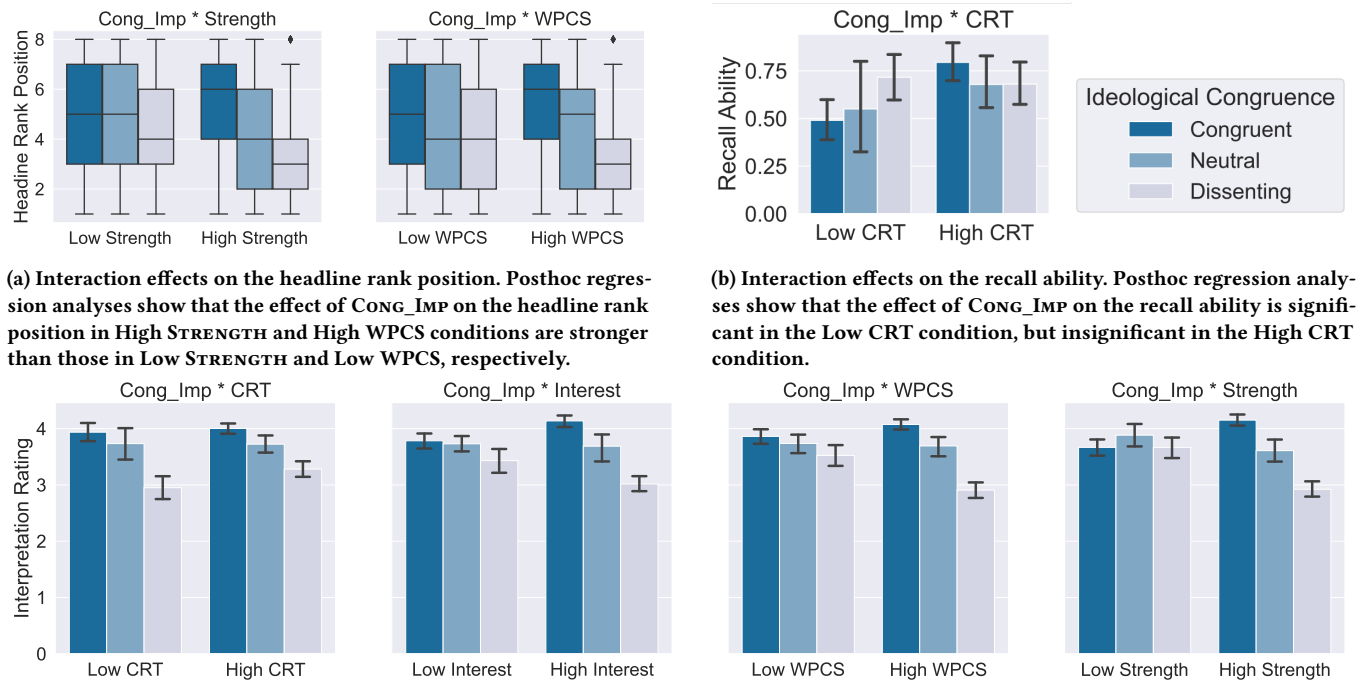 Cong_Imp * Strength
Cong_Imp * WPCS
Headine Rank Position
8
6
4
2
Low Strength
High Strength
Low WPCS
High WPCS
Cong_Imp * CRT
Recall Ability
0.75
0.50
0.25
0.00
Low CRT
High CRT
Ideological Congruence
Congruent
Neutral
Dissenting
(a) Interaction effects on the headline rank position. Posthoc regres-
sion analyses show that the effect of Cong_Imp on the headline rank
position in High Strength and High WPCS conditions are stronger
than those in Low Strength and Low WPCS, respectively.
(b) Interaction effects on the recall ability. Posthoc regression analy-
ses show that the effect of Cong_Imp on the recall ability is signifi-
cant in the Low CRT condition, but insignificant in the High CRT
condition.
Cong_Imp * CRT
Cong_Imp * Interest
Cong_Imp * WPCS
Cong_Imp * Strength
Interpretation Rating
4
3
2
1
0
Low CRT
High CRT
Low Interest
High Interest
Low WPCS
High WPCS
Low Strength
High Strength